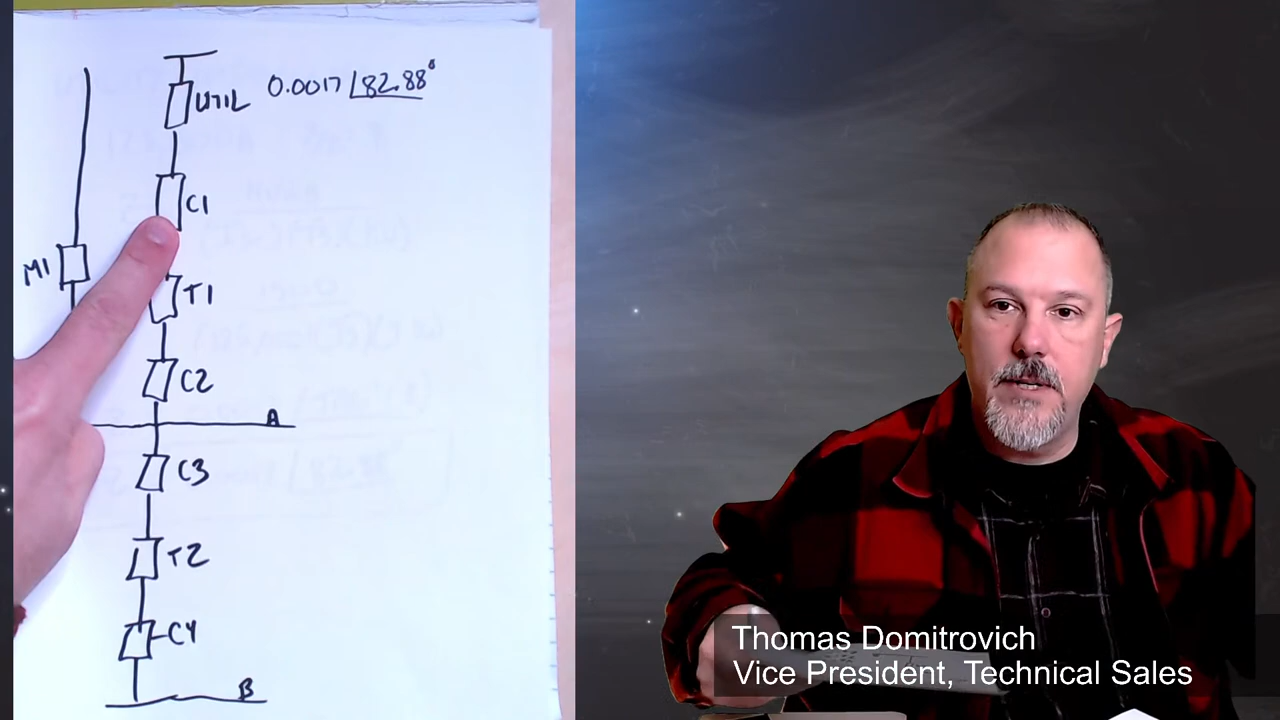 UTIL 0.0017 ∠82.88°
C1
M1
T1
C2
A
C3
T2
C4
B
Thomas Domitrovich
Vice President, Technical Sales